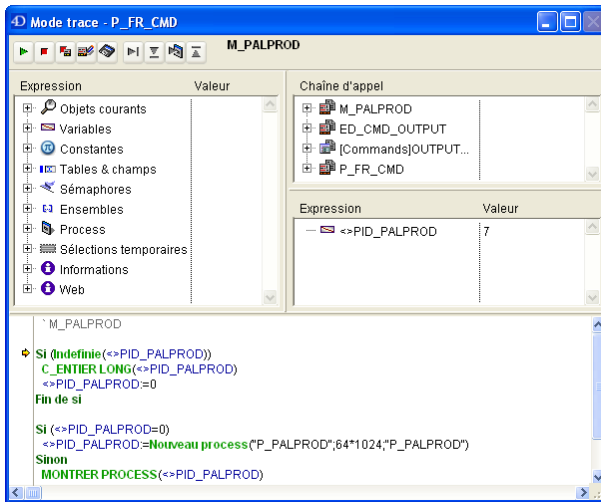 Mode trace - P_FR_CMD
M_PALPROD
Expression Valeur
Objets courants
Variables
Constantes
Tables & champs
Sémaphores
Ensembles
Process
Sélections temporaires
Informations
Web
Chaîne d'appel
M_PALPROD
ED_CMD_OUTPUT
[Commands]OUTPUT...
P_FR_CMD
Expression Valeur
<>PID_PALPROD 7
`M_PALPROD
Si (Indefinie(<>PID_PALPROD))
C_ENTIER LONG(<>PID_PALPROD)
<>PID_PALPROD:=0
Fin de si
Si (<>PID_PALPROD=0)
<>PID_PALPROD:=Nouveau process("P_PALPROD";64*1024;"P_PALPROD")
Sinon
MONTRER PROCESS(<>PID_PALPROD)